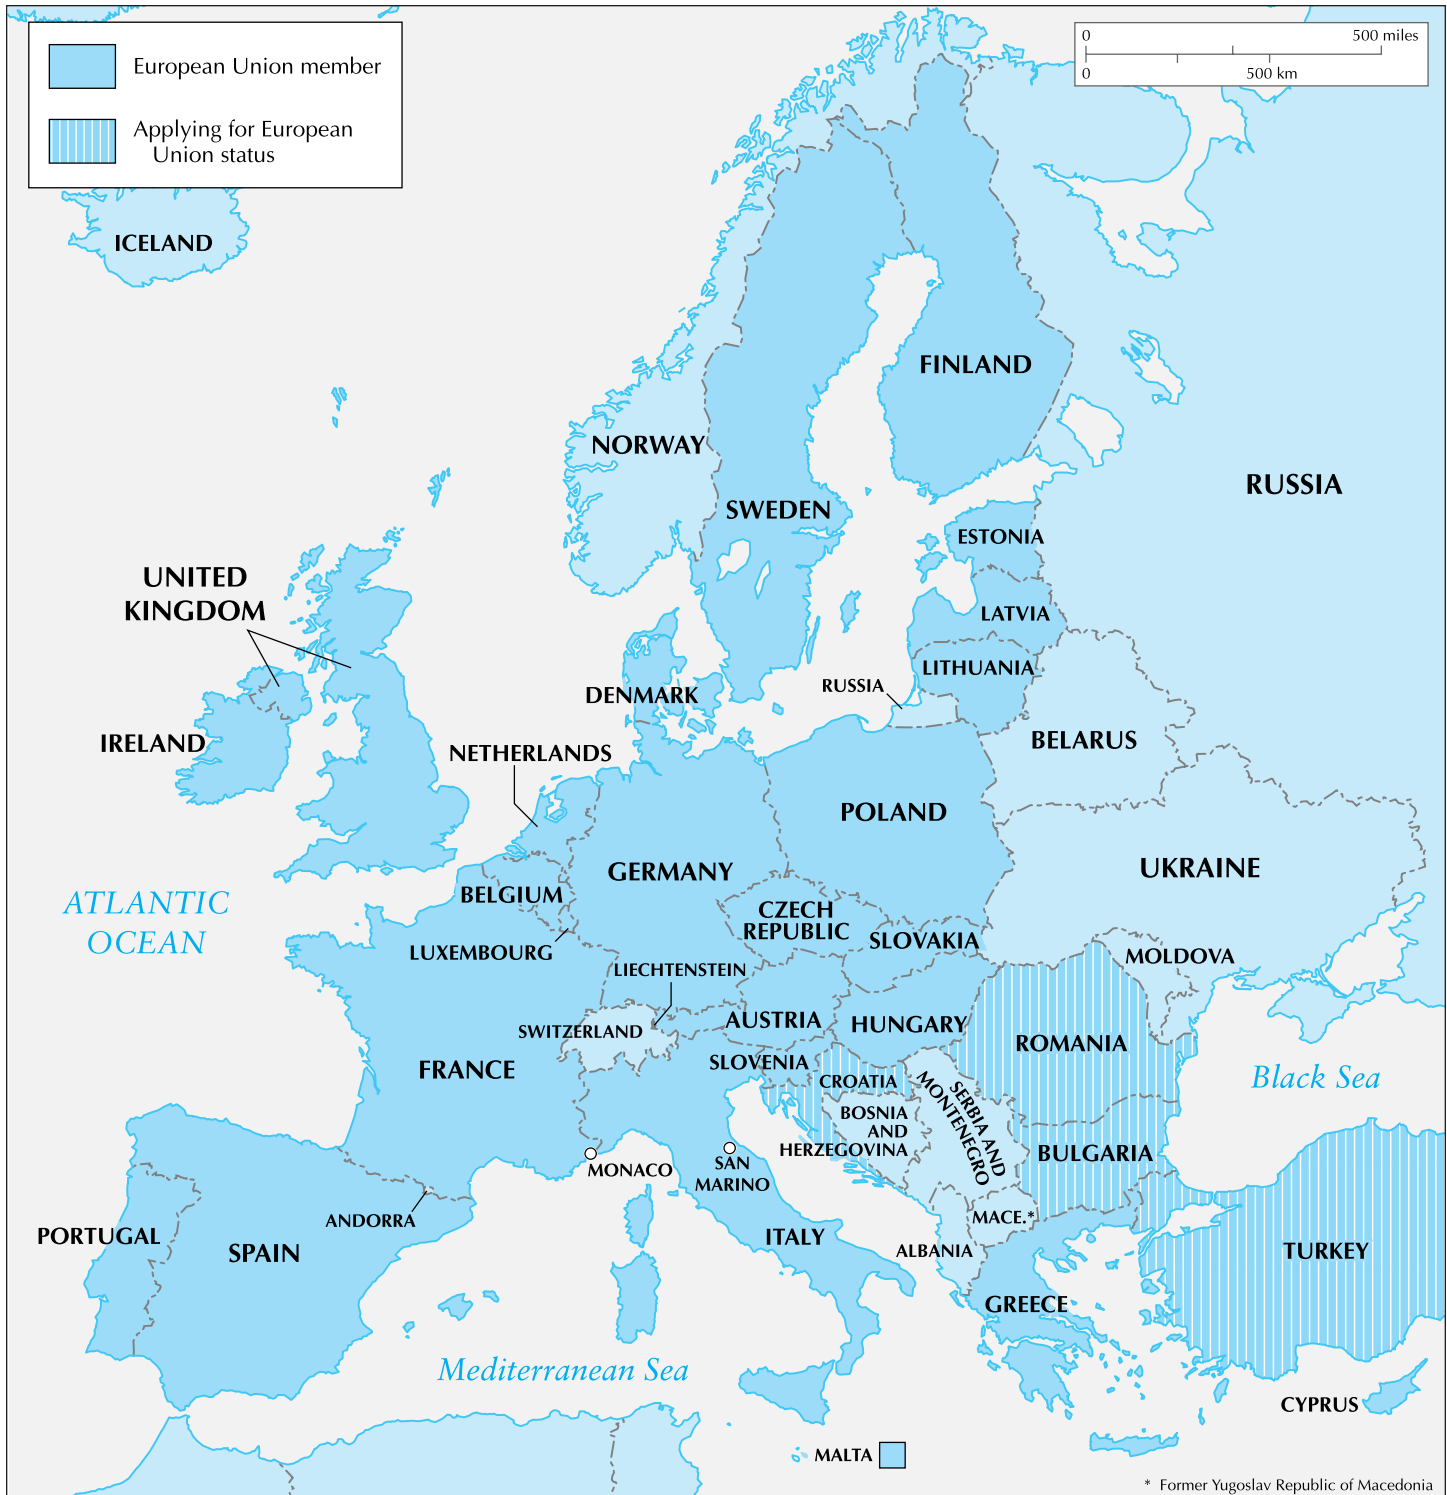 European Union member
Applying for European
Union status
0
500 miles
0
500 km
ICELAND
FINLAND
NORWAY
RUSSIA
SWEDEN
ESTONIA
UNITED
KINGDOM
LATVIA
LITHUANIA
RUSSIA
DENMARK
IRELAND
BELARUS
NETHERLANDS
POLAND
GERMANY
UKRAINE
BELGIUM
ATLANTIC
OCEAN
CZECH
REPUBLIC
SLOVAKIA
LUXEMBOURG
MOLDOVA
LIECHTENSTEIN
SWITZERLAND
AUSTRIA
HUNGARY
ROMANIA
FRANCE
SLOVENIA
CROATIA
Black Sea
SERBIA AND
MONTENEGRO
BOSNIA
AND
HERZEGOVINA
BULGARIA
MONACO
SAN
MARINO
ANDORRA
MACE.*
PORTUGAL
SPAIN
ITALY
ALBANIA
TURKEY
GREECE
Mediterranean Sea
CYPRUS
MALTA
* Former Yugoslav Republic of Macedonia